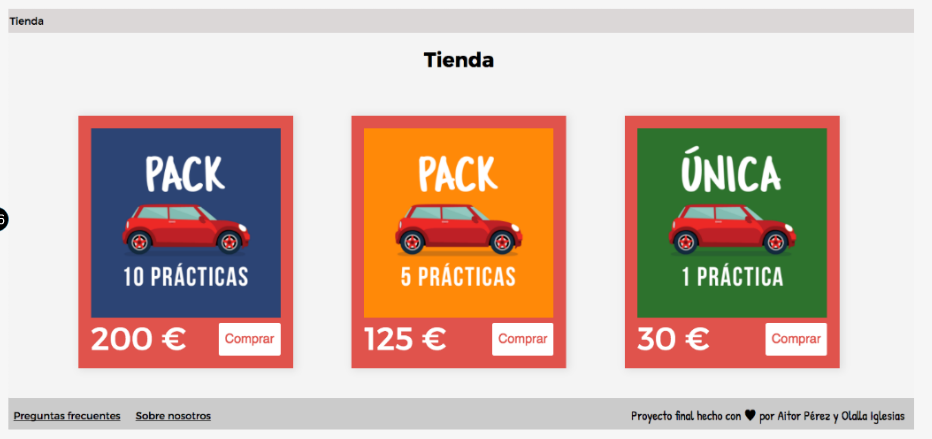 Tienda
Tienda
PACK
10 PRÁCTICAS
200 €
Comprar
PACK
5 PRÁCTICAS
125 €
Comprar
ÚNICA
1 PRÁCTICA
30 €
Comprar
Preguntas frecuentes Sobre nosotros
Proyecto final hecho con ♥ por Aitor Pérez y Olalla Iglesias